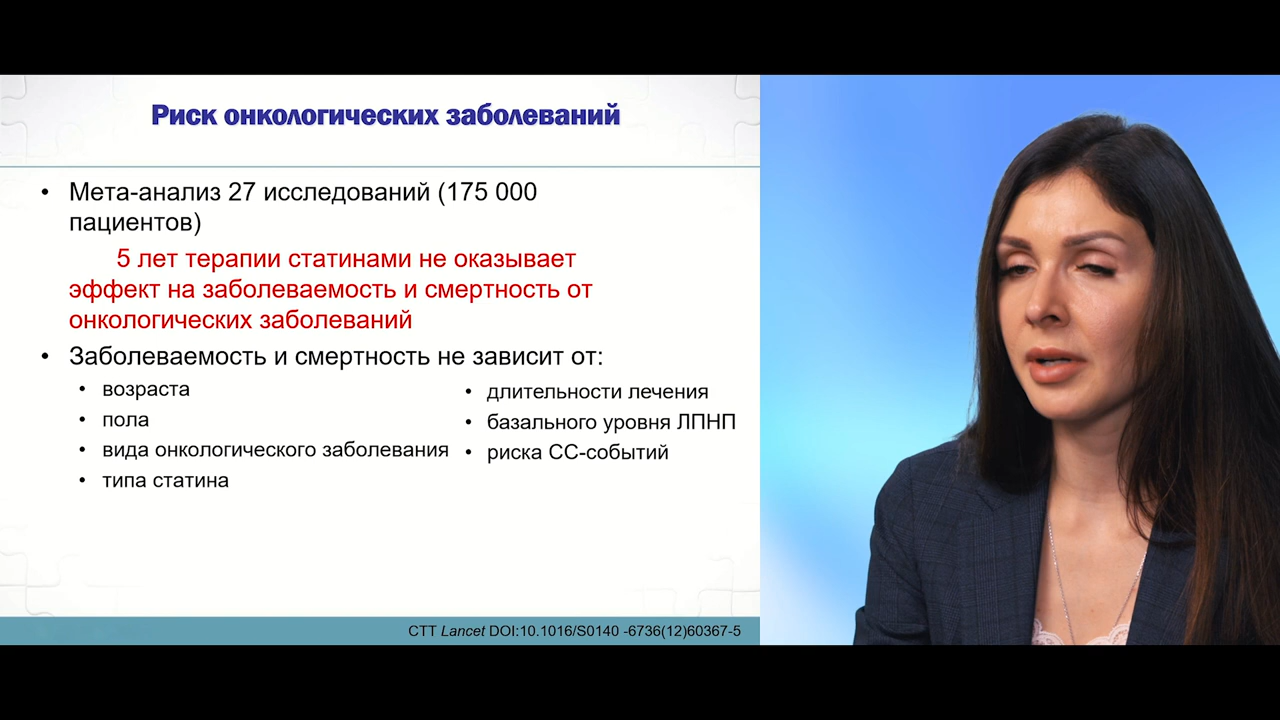 Риск онкологических заболеваний
• Мета-анализ 27 исследований (175 000
пациентов)
5 лет терапии статинами не оказывает
эффект на заболеваемость и смертность от
онкологических заболеваний
• Заболеваемость и смертность не зависит от:
• возраста
• пола
• вида онкологического заболевания
• типа статина
• длительности лечения
• базального уровня ЛПНП
• риска СС-событий
СТТ Lancet DOI:10.1016/S0140 -6736(12)60367-5